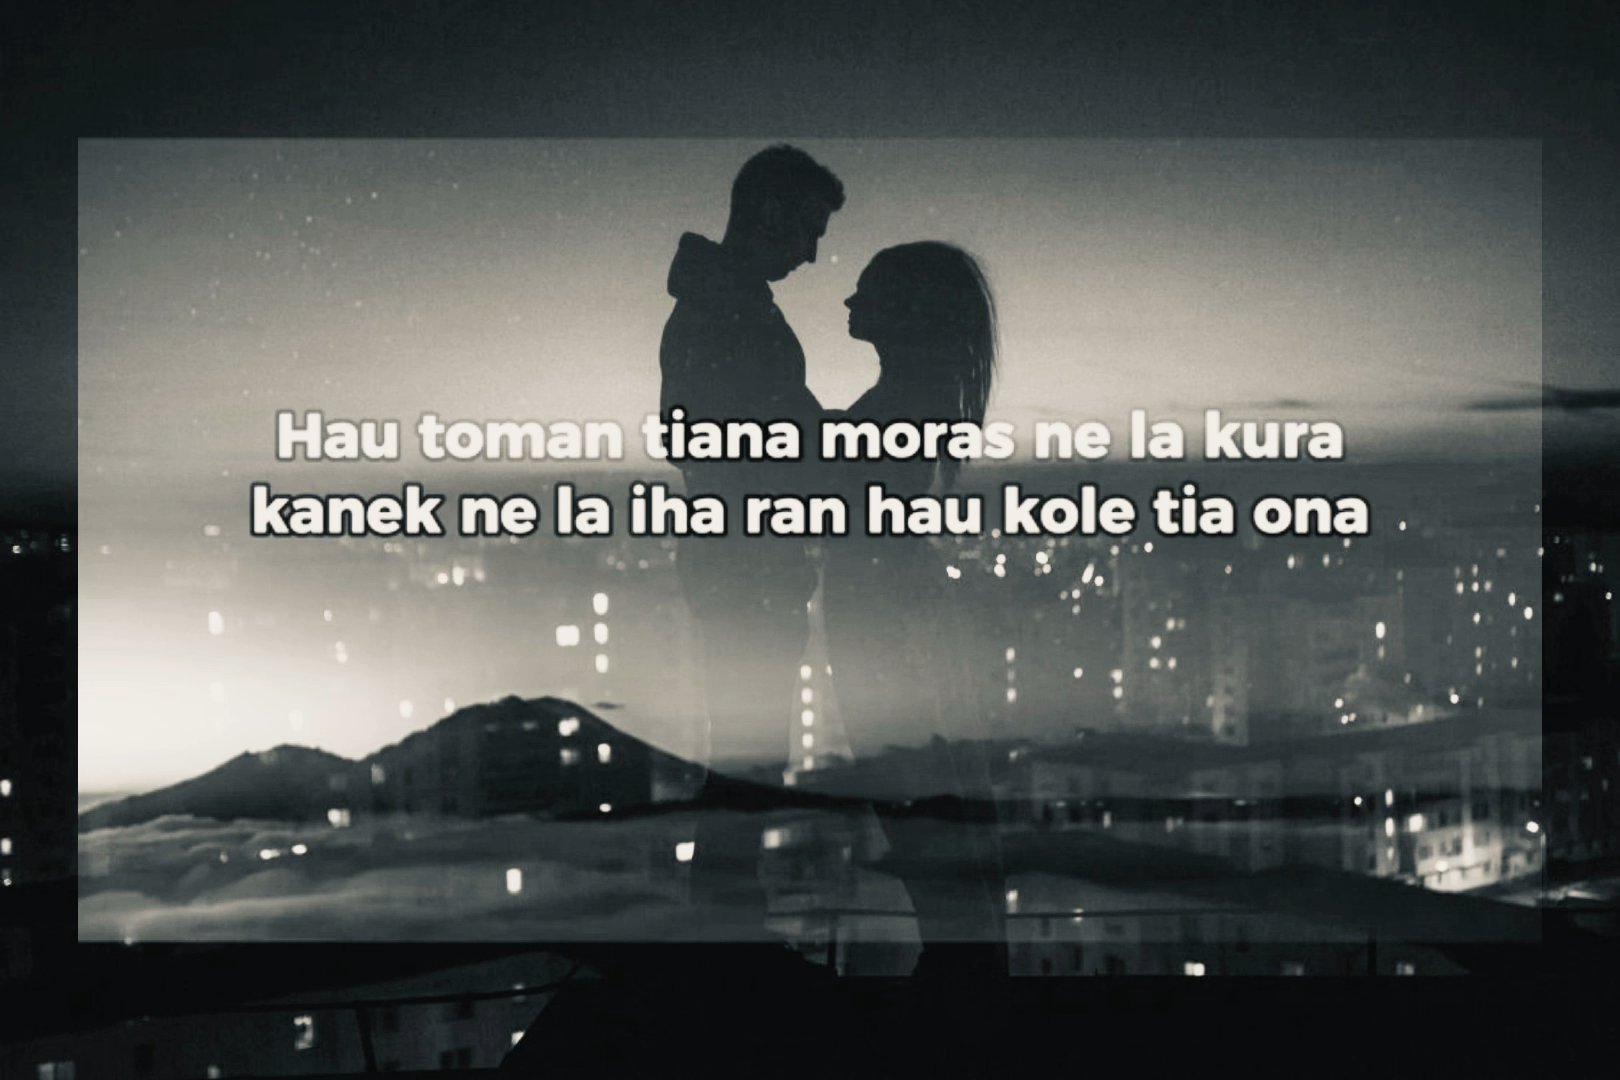 Hau toman tiana moras ne la kura
kanek ne la iha ran hau kole tia ona